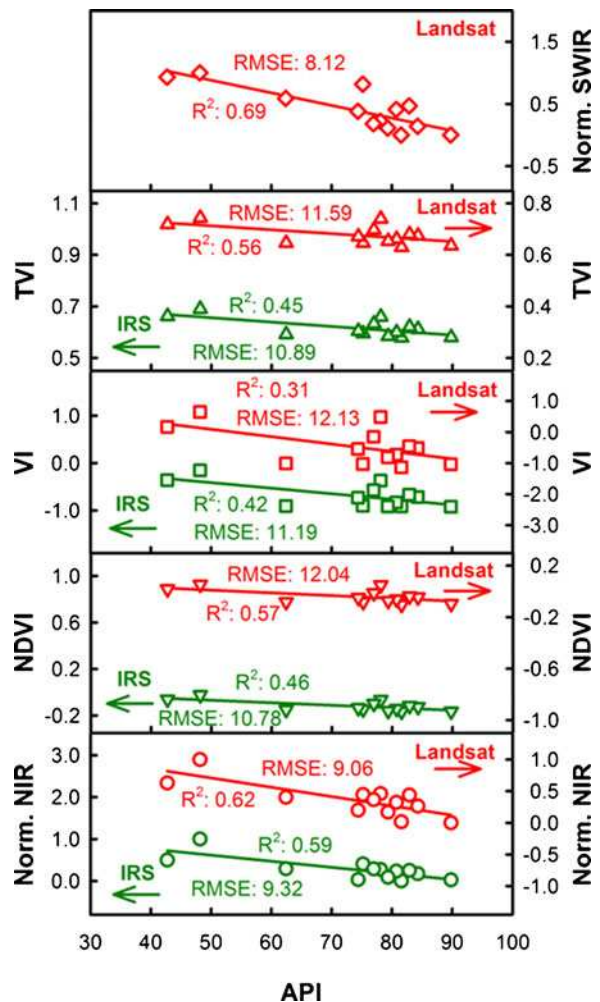 Landsat
1.5
RMSE: 8.12
0.5
R²: 0.69
-0.5
Norm. SWIR
1.1
0.9
0.7
0.5
TVI
RMSE: 11.59
Landsat
R²: 0.56
R²: 0.45
IRS
RMSE: 10.89
0.8
0.6
0.4
0.2
TVI
1.0
0.0
-1.0
VI
R²: 0.31
RMSE: 12.13
Landsat
R²: 0.42
IRS
RMSE: 11.19
1.0
0.0
-1.0
-2.0
-3.0
VI
1.0
0.6
0.2
-0.2
NDVI
RMSE: 12.04
Landsat
R²: 0.57
R²: 0.46
IRS
RMSE: 10.78
0.2
-0.2
-0.6
-1.0
NDVI
3.0
2.0
1.0
0.0
Norm. NIR
Landsat
RMSE: 9.06
R²: 0.62
R²: 0.59
IRS
RMSE: 9.32
1.0
0.5
0.0
-0.5
-1.0
Norm. NIR
30 40 50 60 70 80 90 100
API